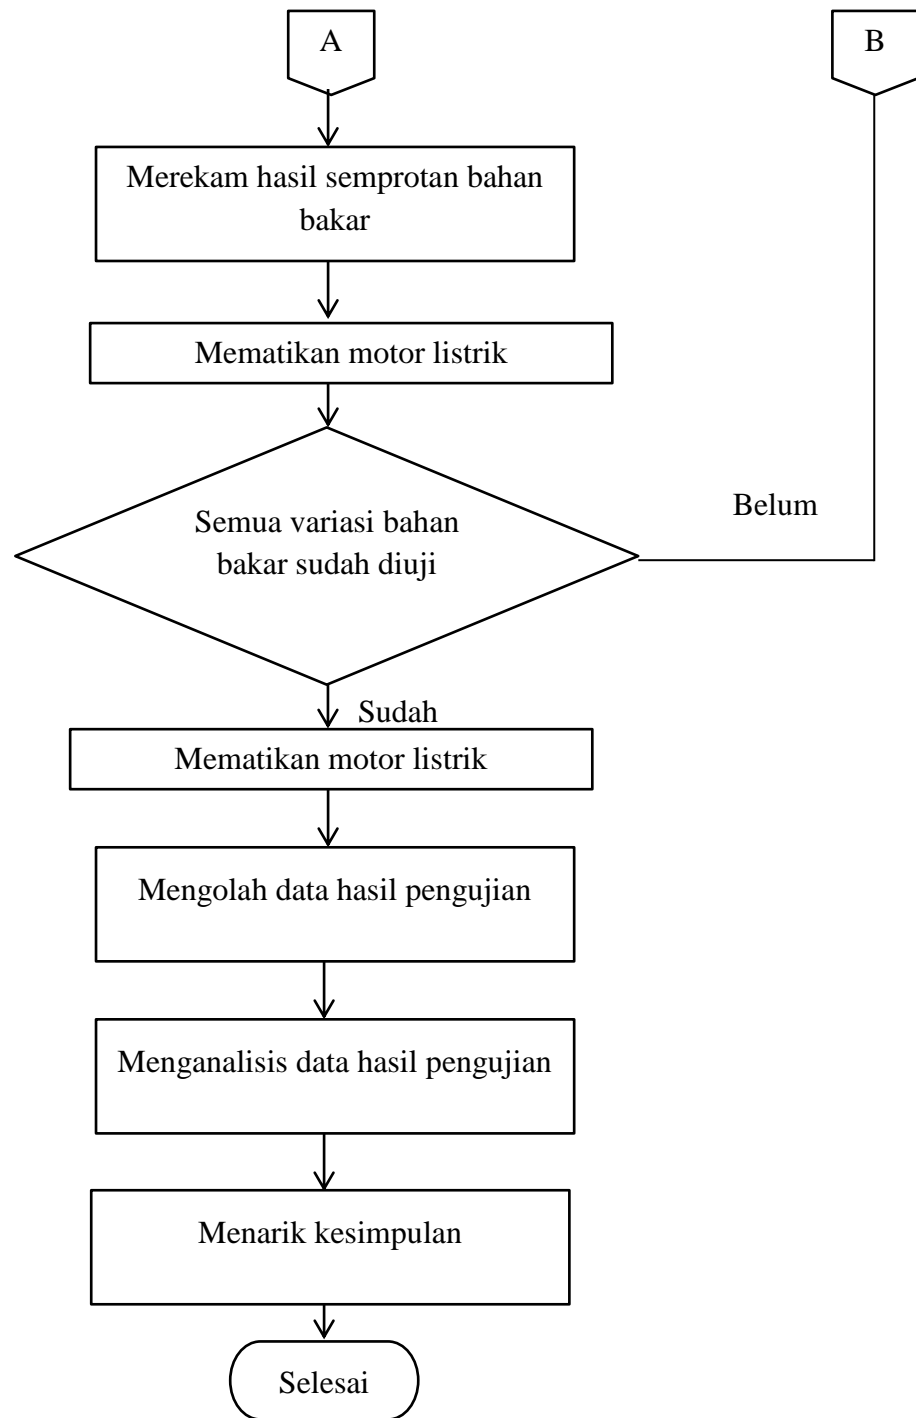 A
B
Merekam hasil semprotan bahan
bakar
Mematikan motor listrik
Belum
Semua variasi bahan
bakar sudah diuji
Sudah
Mematikan motor listrik
Mengolah data hasil pengujian
Menganalisis data hasil pengujian
Menarik kesimpulan
Selesai